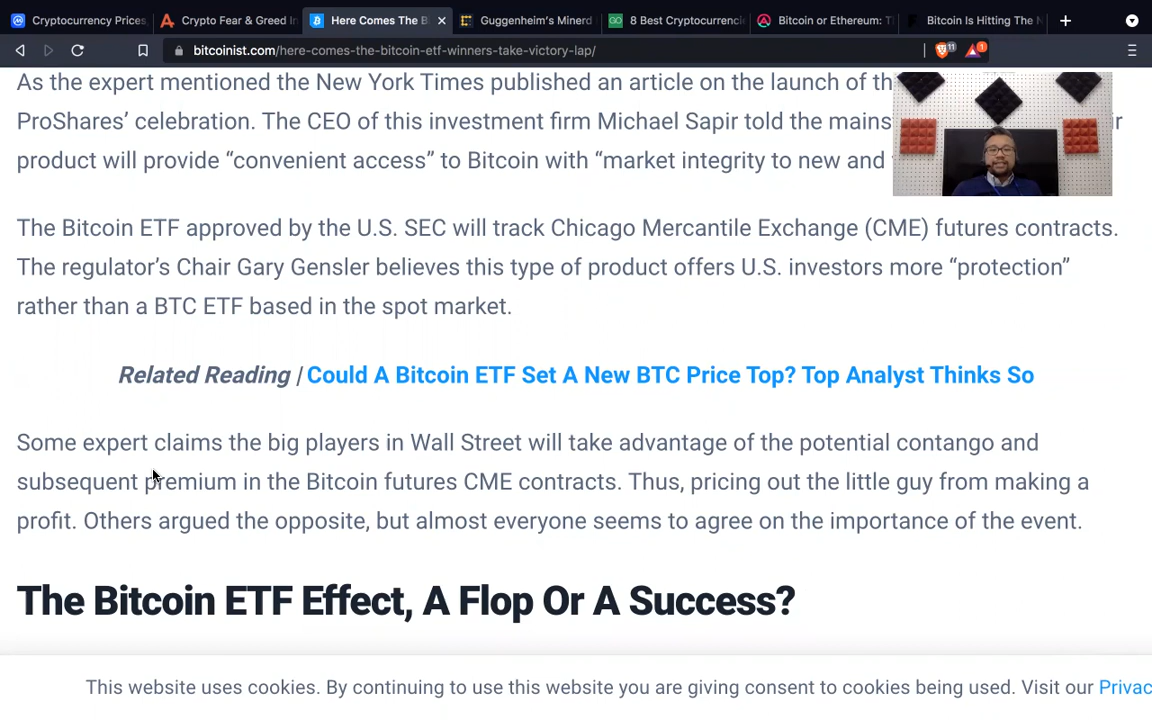 Cryptocurrency Prices,
Crypto Fear & Greed In
Here Comes The B
Guggenheim's Minerd
8 Best Cryptocurrenci
Bitcoin or Ethereum: T
Bitcoin Is Hitting The N
bitcoinist.com/here-comes-the-bitcoin-etf-winners-take-victory-lap/
11
1
As the expert mentioned the New York Times published an article on the launch of th
ProShares' celebration. The CEO of this investment firm Michael Sapir told the mains ir
product will provide "convenient access" to Bitcoin with "market integrity to new and
The Bitcoin ETF approved by the U.S. SEC will track Chicago Mercantile Exchange (CME) futures contracts.
The regulator's Chair Gary Gensler believes this type of product offers U.S. investors more "protection"
rather than a BTC ETF based in the spot market.
Related Reading | Could A Bitcoin ETF Set A New BTC Price Top? Top Analyst Thinks So
Some expert claims the big players in Wall Street will take advantage of the potential contango and
subsequent premium in the Bitcoin futures CME contracts. Thus, pricing out the little guy from making a
profit. Others argued the opposite, but almost everyone seems to agree on the importance of the event.
The Bitcoin ETF Effect, A Flop Or A Success?
This website uses cookies. By continuing to use this website you are giving consent to cookies being used. Visit our Privac